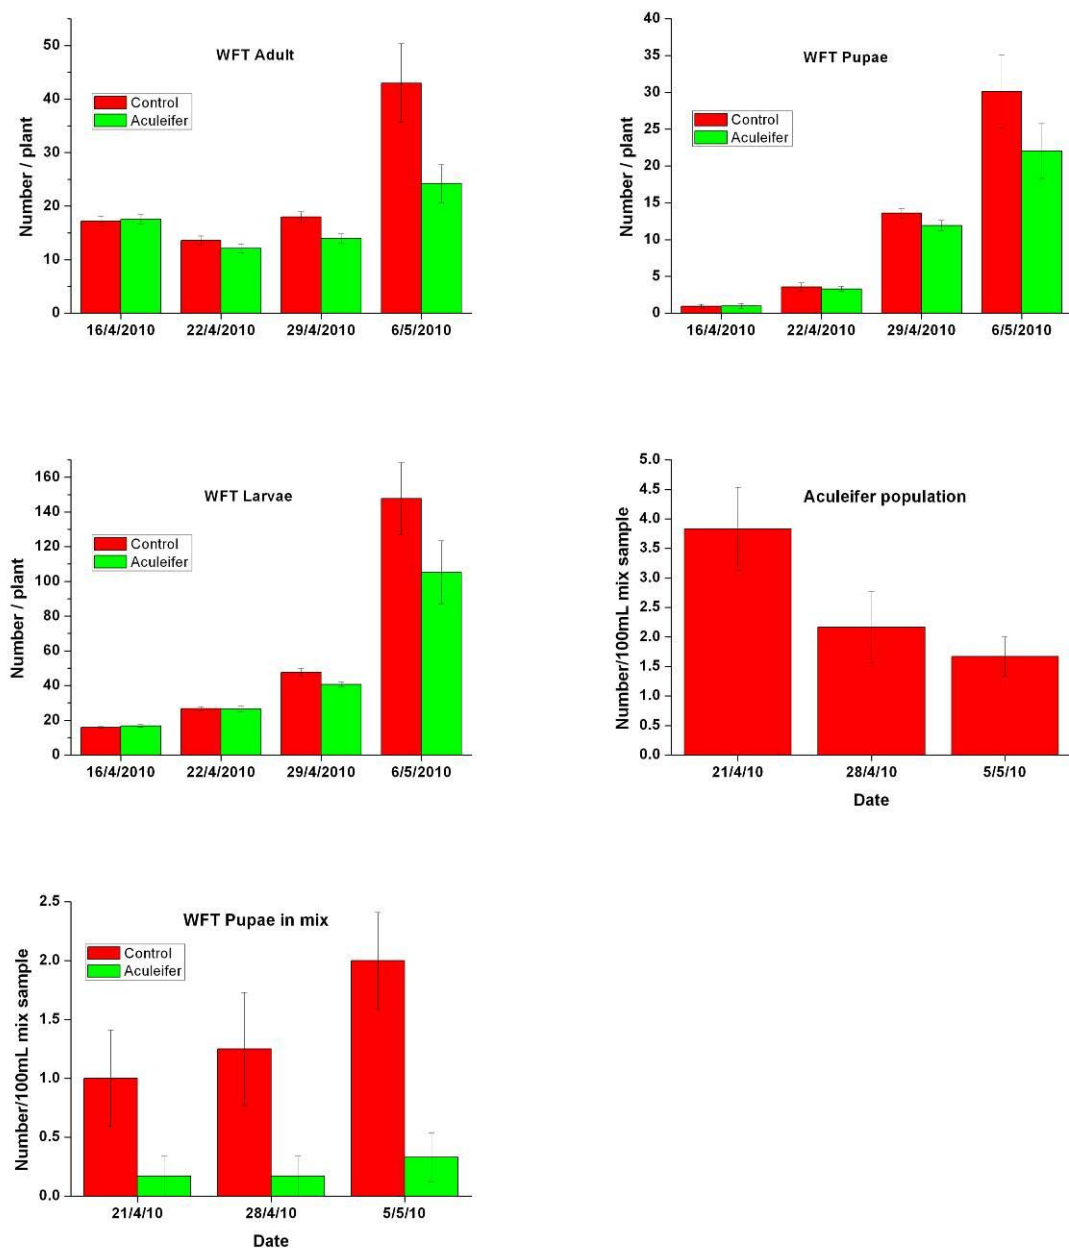 WFT Adult
Control
Aculeifer
Number / plant
50
40
30
20
10
0
16/4/2010 22/4/2010 29/4/2010 6/5/2010
WFT Pupae
Control
Aculeifer
Number / plant
40
35
30
25
20
15
10
5
0
16/4/2010 22/4/2010 29/4/2010 6/5/2010
WFT Larvae
Control
Aculeifer
Number / plant
160
140
120
100
80
60
40
20
0
16/4/2010 22/4/2010 29/4/2010 6/5/2010
Aculeifer population
Number/100mL mix sample
5.0
4.5
4.0
3.5
3.0
2.5
2.0
1.5
1.0
0.5
0.0
21/4/10 28/4/10 5/5/10
Date
WFT Pupae in mix
Control
Aculeifer
Number/100mL mix sample
2.5
2.0
1.5
1.0
0.5
0.0
21/4/10 28/4/10 5/5/10
Date